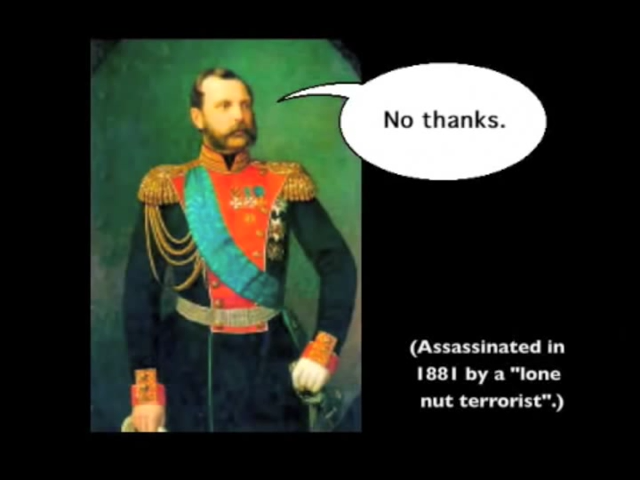 No thanks.
(Assassinated in
1881 by a "lone
nut terrorist".)